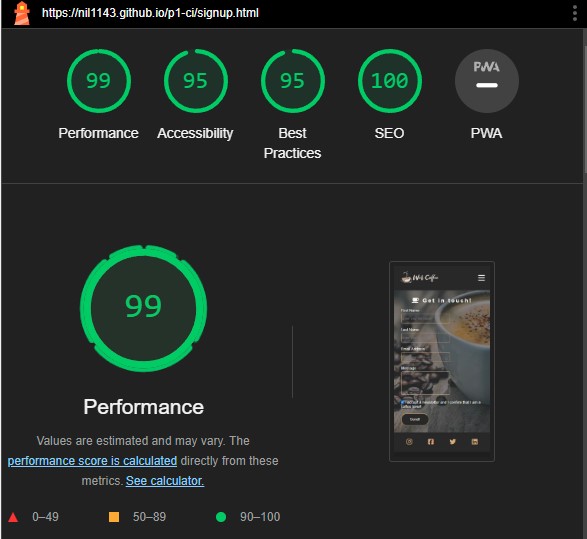 https://nil1143.github.io/p1-ci/signup.html
99
95
95
100
PWA
Performance
Accessibility
Best
Practices
SEO
PWA
99
Performance
Values are estimated and may vary. The
performance score is calculated directly from these
metrics. See calculator.
0–49
50–89
90–100
Get in touch!
First Name
Last Name
Email Address
Message